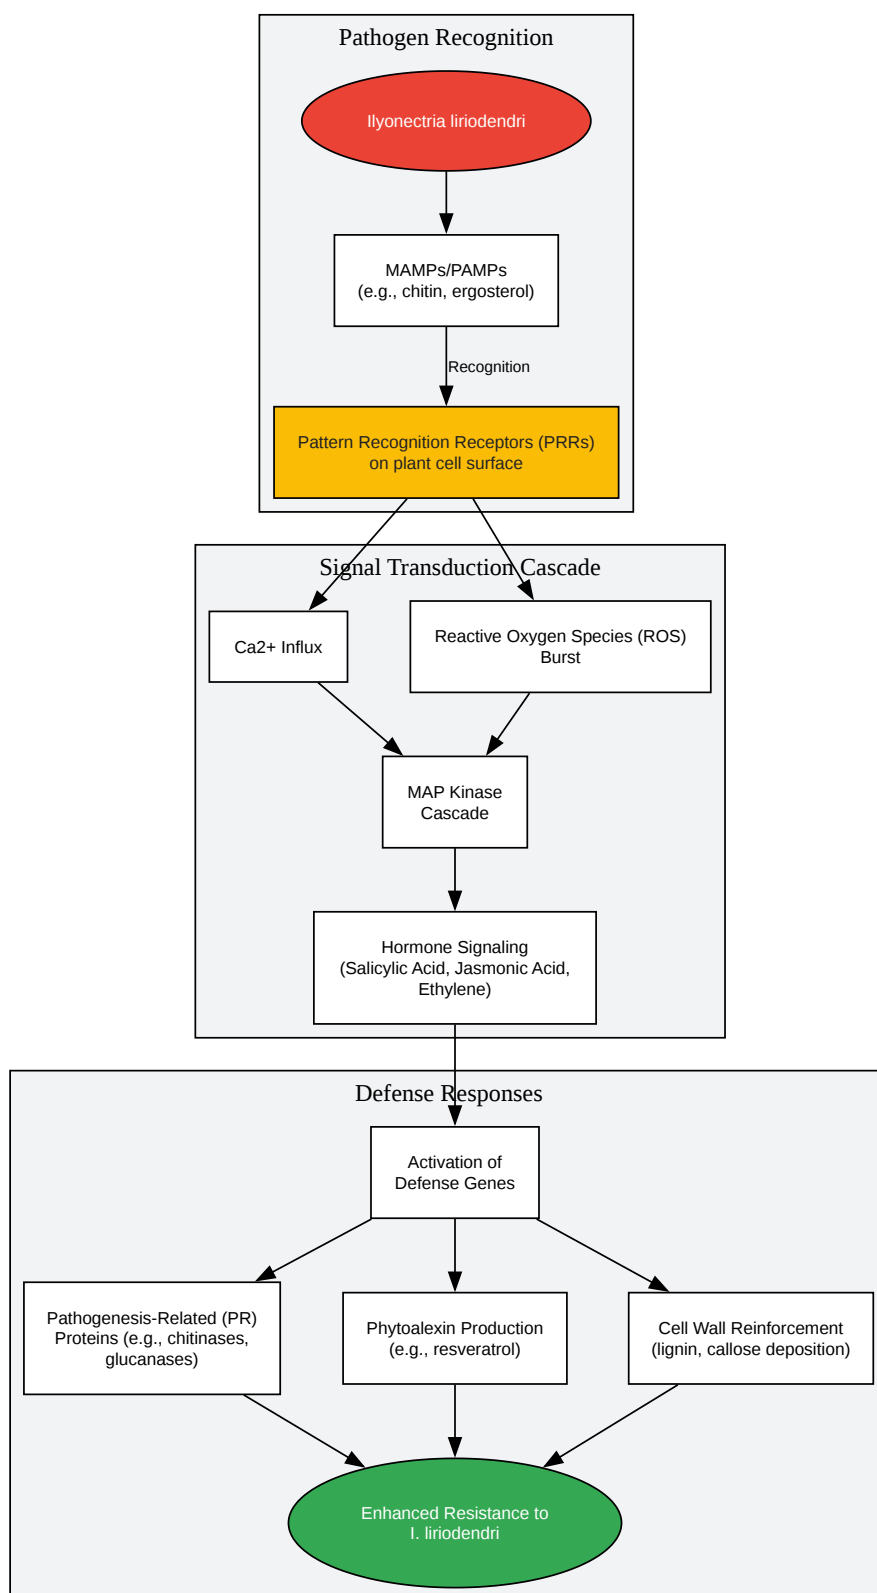 Pathogen Recognition
Ilyonectria liriodendri
MAMPs/PAMPs
(e.g., chitin, ergosterol)
Recognition
Pattern Recognition Receptors (PRRs)
on plant cell surface
Signal Transduction Cascade
Ca2+ Influx
Reactive Oxygen Species (ROS)
Burst
MAP Kinase
Cascade
Hormone Signaling
(Salicylic Acid, Jasmonic Acid,
Ethylene)
Defense Responses
Activation of
Defense Genes
Pathogenesis-Related (PR)
Proteins (e.g., chitinases,
glucanases)
Phytoalexin Production
(e.g., resveratrol)
Cell Wall Reinforcement
(lignin, callose deposition)
Enhanced Resistance to
I. liriodendri